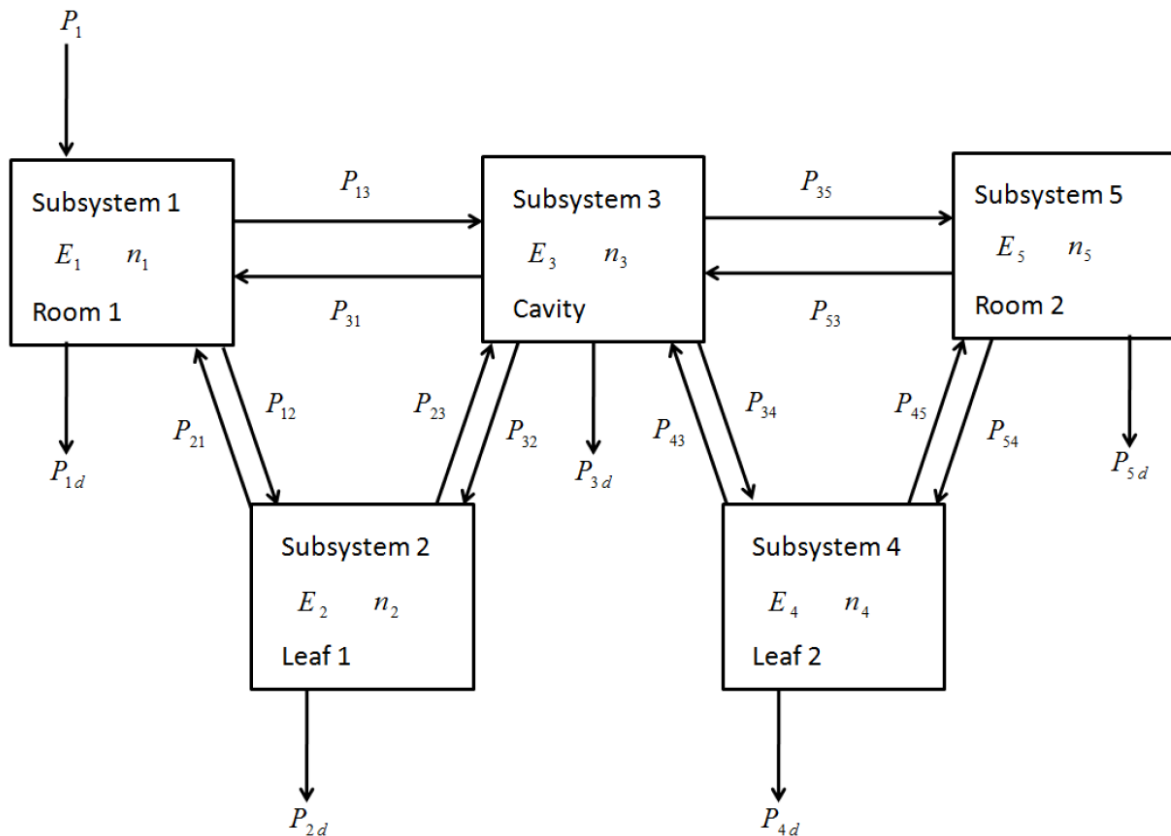 P₁
Subsystem 1
E₁ n₁
Room 1
P₁₃
P₃₁
Subsystem 3
E₃ n₃
Cavity
P₃₅
P₅₃
Subsystem 5
E₅ n₅
Room 2
P₂₁
P₁₂
P₂₃
P₃₂
P₄₃
P₃₄
P₄₅
P₅₄
P₁d
P₃d
P₅d
Subsystem 2
E₂ n₂
Leaf 1
Subsystem 4
E₄ n₄
Leaf 2
P₂d
P₄d